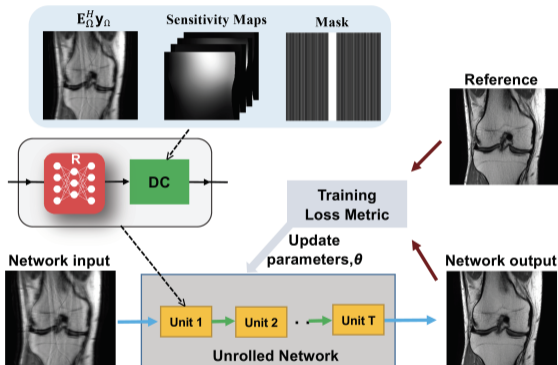 E_Ω^H y_Ω
Sensitivity Maps
Mask
Reference
R
DC
Training
Loss Metric
Update
parameters,θ
Network input
Network output
Unit 1
Unit 2
. .
Unit T
Unrolled Network